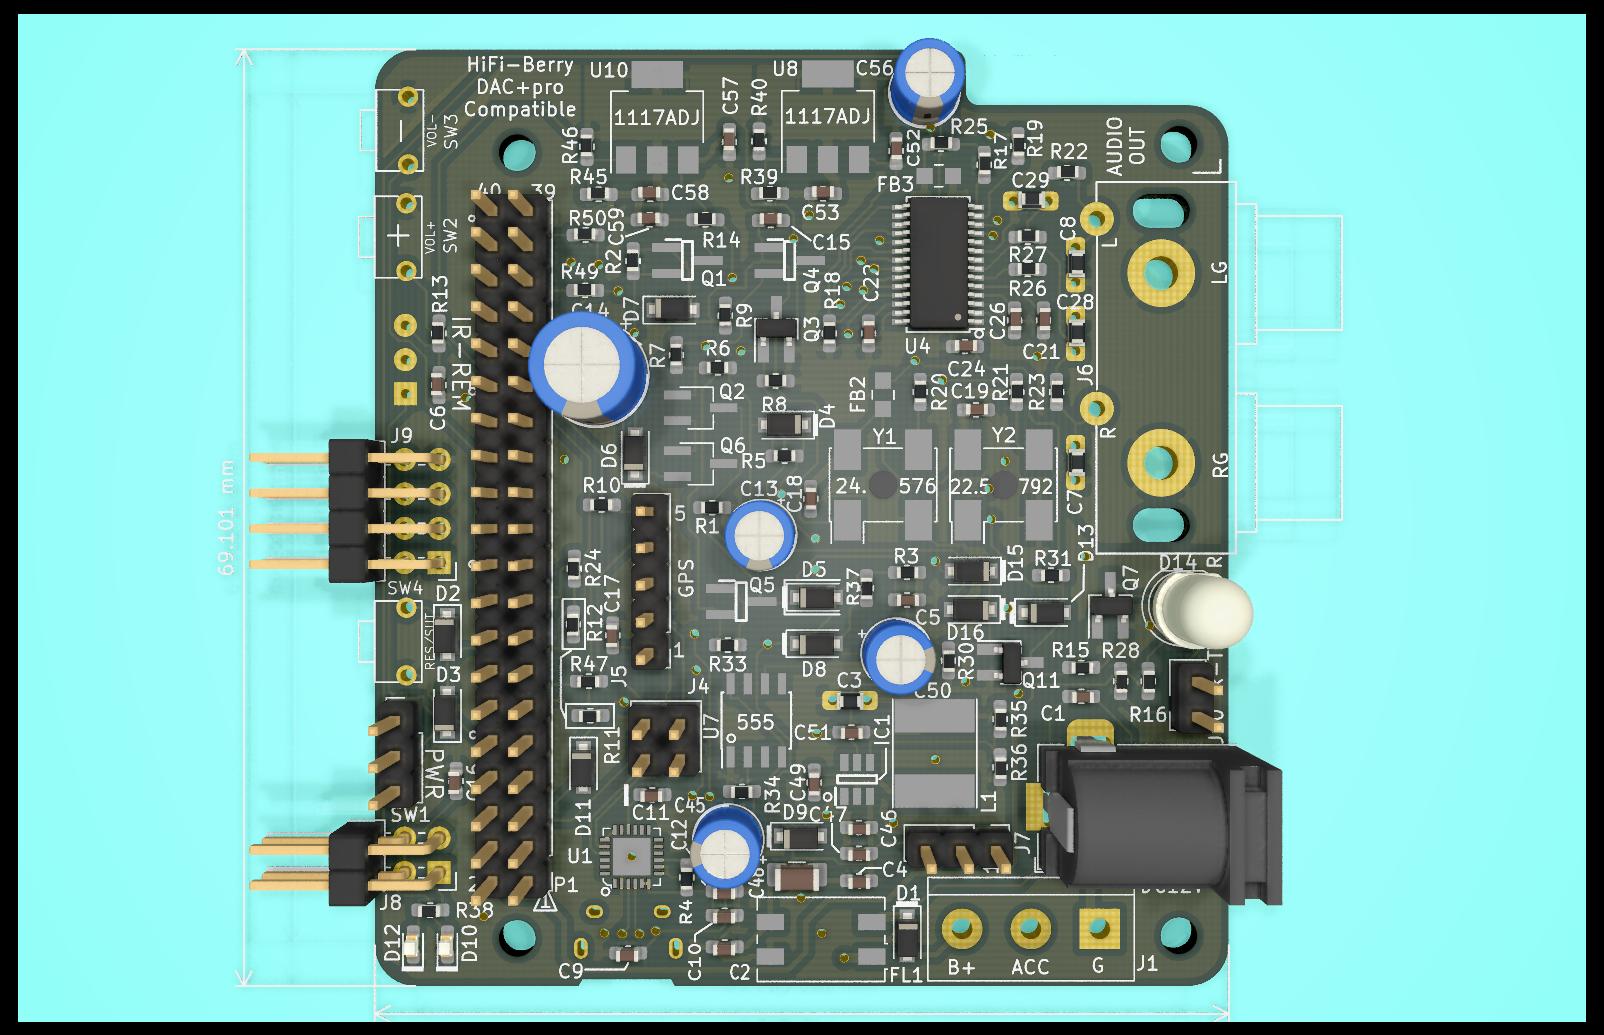 HiFi-Berry
DAC+pro
Compatible
U10
U8
C56
C57
R40
1117ADJ
1117ADJ
VOL-
SW3
R46
C52
R25
R17
R19
AUDIO
OUT
R22
L
R45
C58
R39
C53
FB3
C29
40
39
VOL+
SW2
R50
C59
R14
C15
C8
L
R2
R49
Q1
Q4
R18
C22
R27
R26
LG
R13
C14
D7
R9
Q3
C26
C28
U4
C21
IR-REM
R7
R6
C24
J6
C19
R20
R21
R23
FB2
Q2
R8
D4
C6
J9
R
D6
Q6
R5
Y1
Y2
RG
R10
C13
C18
24.
576
22.5
792
C7
5
R1
69.101 mm
SW4
D2
R24
C17
GPS
Q5
D5
R37
R3
D15
R31
D13
D14
Q7
R
C5
D16
RES/SUT
R12
1
R33
D8
R30
Q11
R15
R28
D3
R47
J5
J4
C3
C50
C1
R16
U7
555
C51
IC1
R35
R36
R11
PWR
D11
C49
R34
L1
SW1
C11
C45
D9
C47
C46
J7
C12
U1
C4
P1
R4
C48
D1
DC12V
J8
R38
D12
D10
C9
C10
C2
FL1
B+
ACC
G
J1